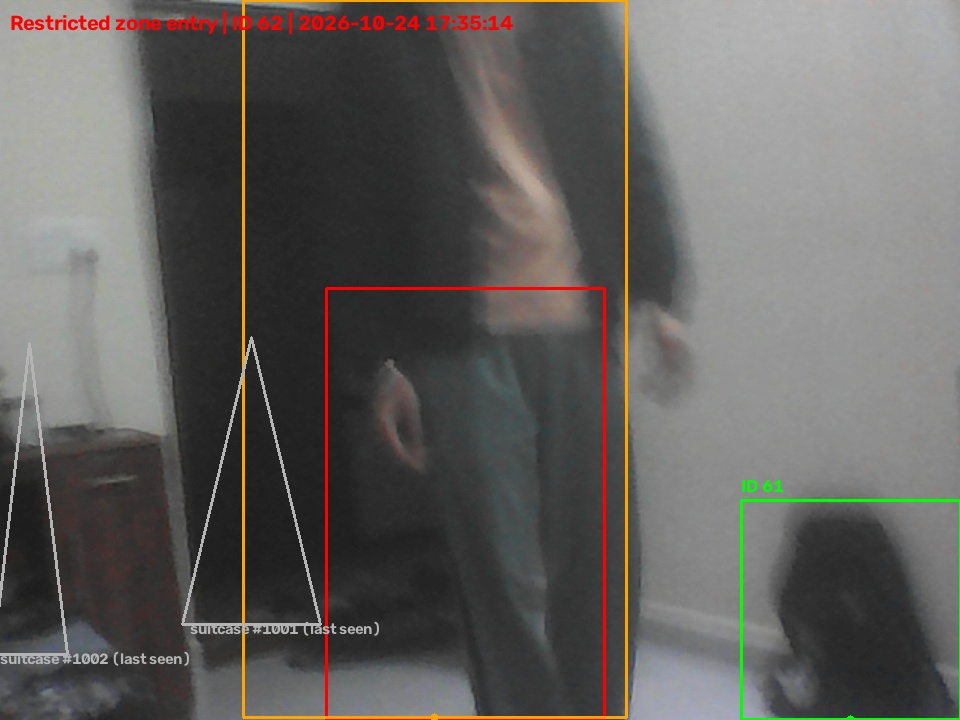 Restricted zone entry | ID 62 | 2026-10-24 17:35:14
ID 61
suitcase #1001 (last seen)
suitcase #1002 (last seen)